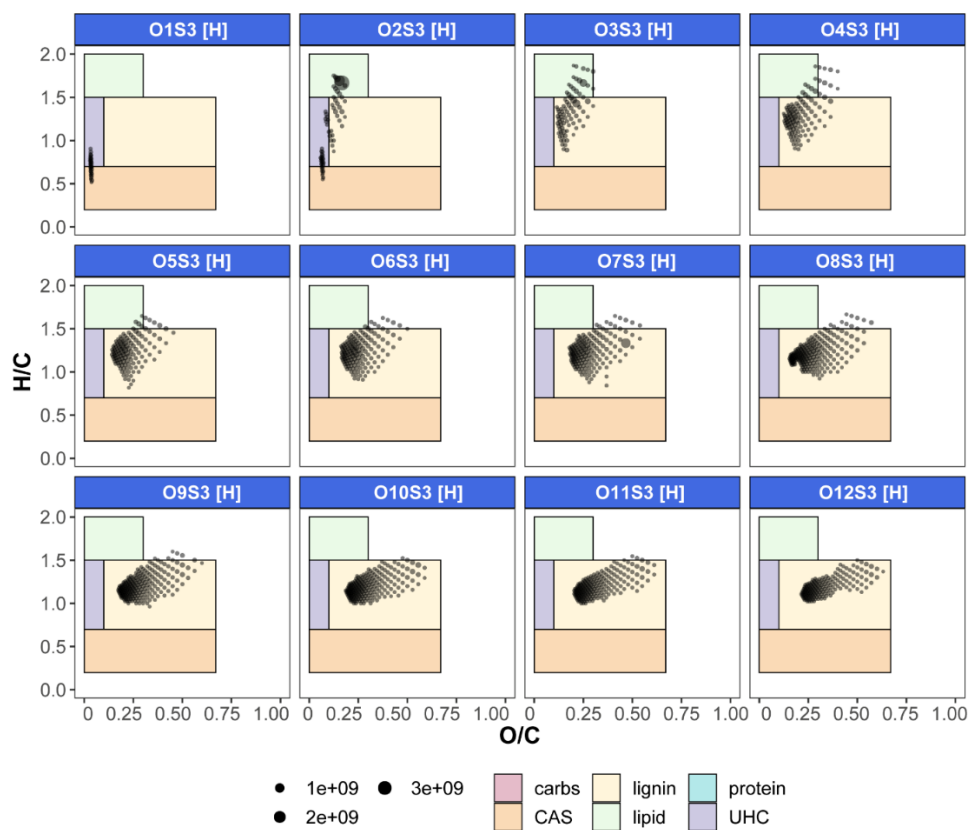 O1S3 [H] O2S3 [H] O3S3 [H] O4S3 [H]
2.0
1.5
1.0
0.5
0.0
O5S3 [H] O6S3 [H] O7S3 [H] O8S3 [H]
2.0
1.5
1.0
0.5
0.0
H/C
O9S3 [H] O10S3 [H] O11S3 [H] O12S3 [H]
2.0
1.5
1.0
0.5
0.0
0 0.25 0.50 0.75 1.00 0 0.25 0.50 0.75 1.00 0 0.25 0.50 0.75 1.00 0 0.25 0.50 0.75 1.00
O/C
1e+09 3e+09 carbs lignin protein
2e+09 CAS lipid UHC